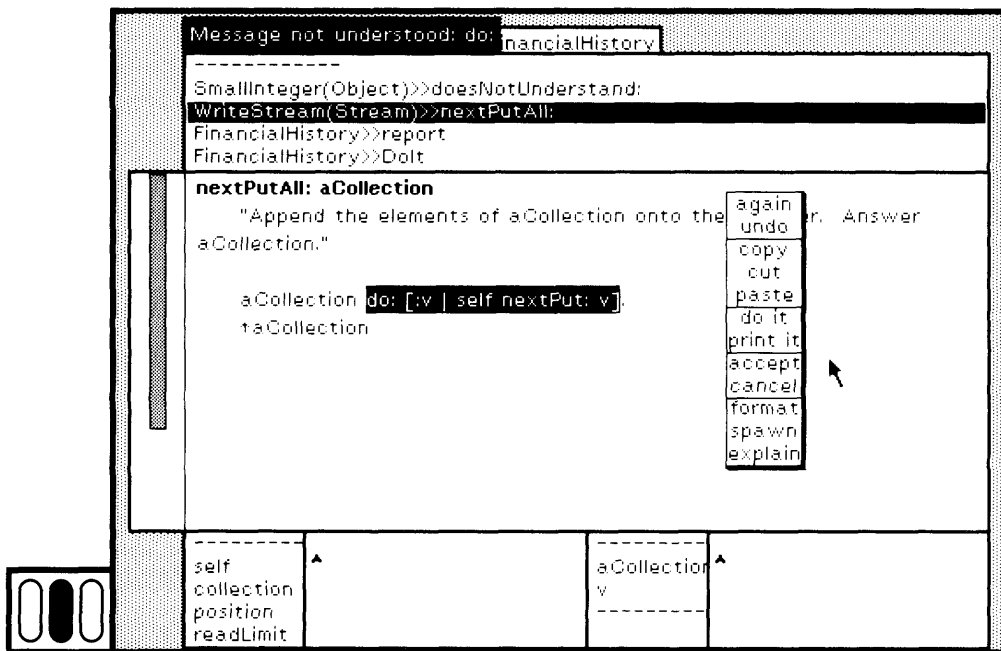 Message not understood: do:
nancialHistory
SmallInteger(Object)>>doesNotUnderstand:
WriteStream(Stream)>>nextPutAll:
FinancialHistory>>report
FinancialHistory>>DoIt
nextPutAll: aCollection
"Append the elements of aCollection onto the r. Answer
aCollection."
aCollection do: [:v | self nextPut: v].
↑aCollection
again
undo
copy
cut
paste
do it
print it
accept
cancel
format
spawn
explain
self
collection
position
readLimit
aCollection
v